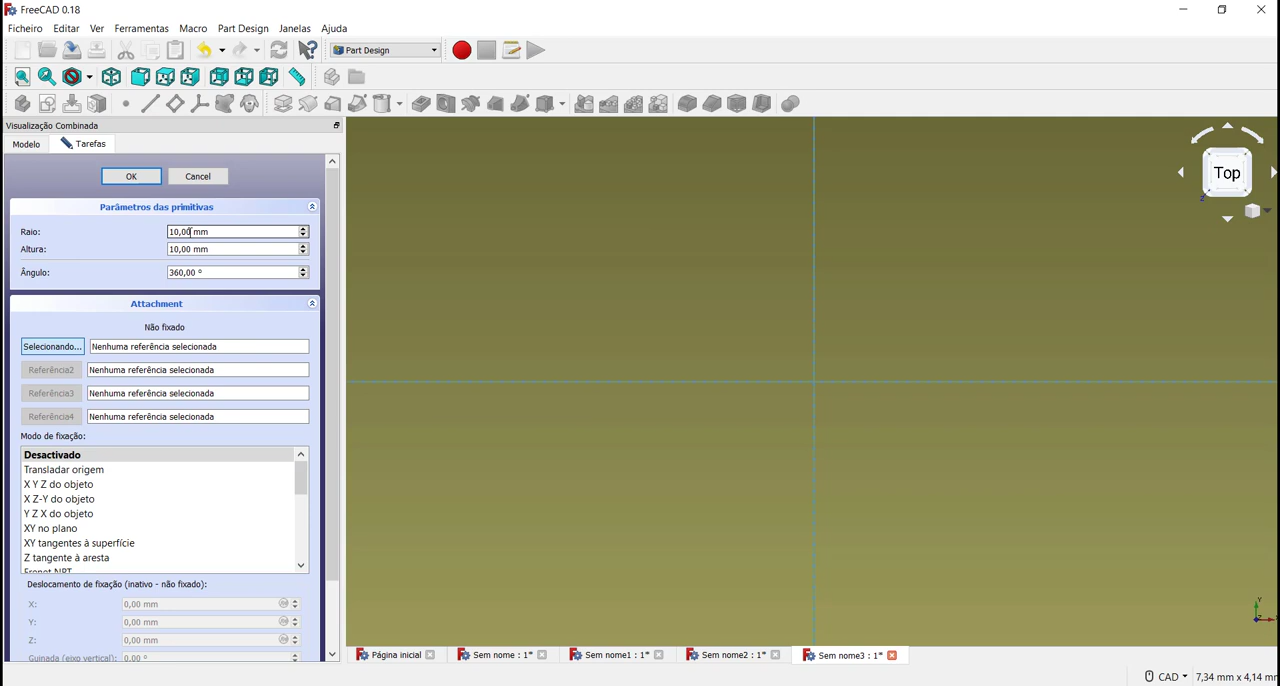 FreeCAD 0.18
Ficheiro Editar Ver Ferramentas Macro Part Design Janelas Ajuda
Part Design
Visualização Combinada
Modelo Tarefas
OK Cancel
Parâmetros das primitivas
Raio: 10,00 mm
Altura: 10,00 mm
Ângulo: 360,00 °
Attachment
Não fixado
Selecionando... Nenhuma referência selecionada
Referência2 Nenhuma referência selecionada
Referência3 Nenhuma referência selecionada
Referência4 Nenhuma referência selecionada
Modo de fixação:
Desactivado
Transladar origem
X Y Z do objeto
X Z-Y do objeto
Y Z X do objeto
XY no plano
XY tangentes à superfície
Z tangente à aresta
Frenet NBT
Deslocamento de fixação (inativo - não fixado):
X: 0,00 mm
Y: 0,00 mm
Z: 0,00 mm
Guinada (eixo vertical): 0,00 °
Top
Z
Y
Z X
Página inicial Sem nome : 1* Sem nome1 : 1* Sem nome2 : 1* Sem nome3 : 1*
CAD 7,34 mm x 4,14 mm